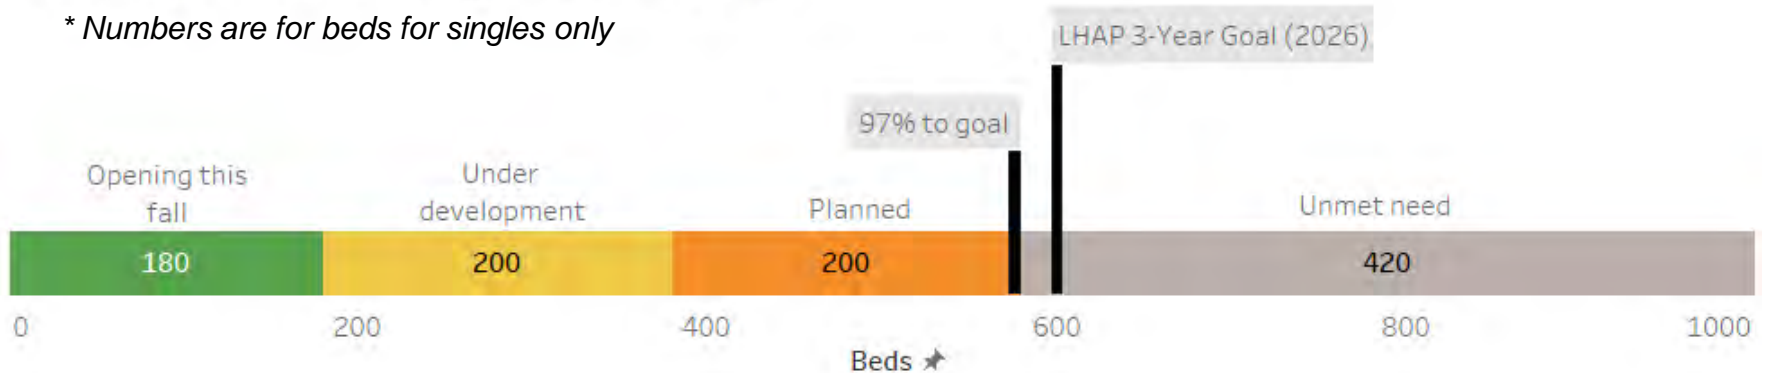 * Numbers are for beds for singles only
LHAP 3-Year Goal (2026)
97% to goal
Opening this
fall
Under
development
Planned
Unmet need
180
200
200
420
0
200
400
600
800
1000
Beds